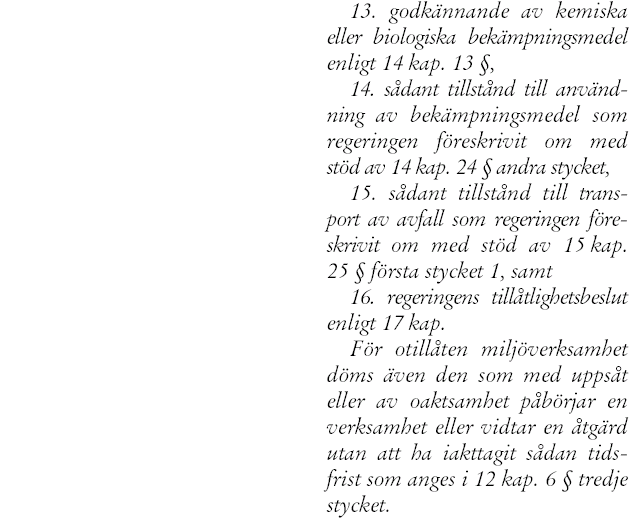 13. godkännande av kemiska
eller biologiska bekämpningsmedel
enligt 14 kap. 13 §,
14. sådant tillstånd till använd-
ning av bekämpningsmedel som
regeringen föreskrivit om med
stöd av 14 kap. 24 § andra stycket,
15. sådant tillstånd till trans-
port av avfall som regeringen före-
skrivit om med stöd av 15 kap.
25 § första stycket 1, samt
16. regeringens tillåtlighetsbeslut
enligt 17 kap.
För otillåten miljöverksamhet
döms även den som med uppsåt
eller av oaktsamhet påbörjar en
verksamhet eller vidtar en åtgärd
utan att ha iakttagit sådan tids-
frist som anges i 12 kap. 6 § tredje
stycket.